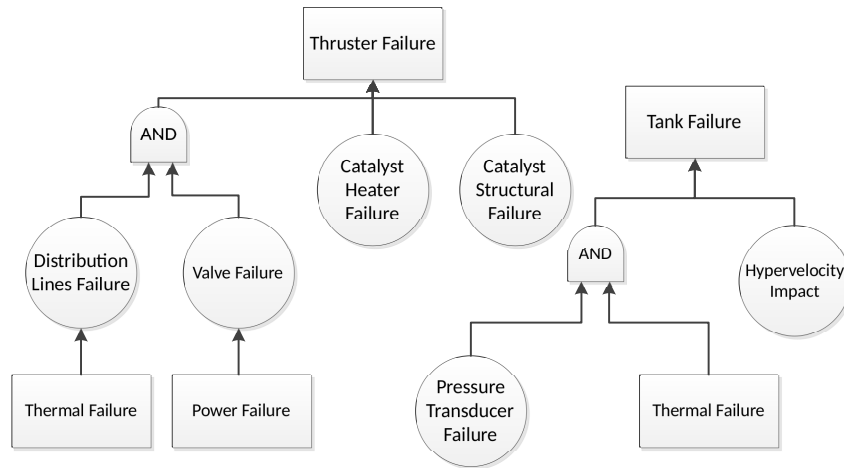 Thruster Failure
Tank Failure
AND
Catalyst
Heater
Failure
Catalyst
Structural
Failure
Distribution
Lines Failure
Valve Failure
AND
Hypervelocity
Impact
Thermal Failure
Power Failure
Pressure
Transducer
Failure
Thermal Failure